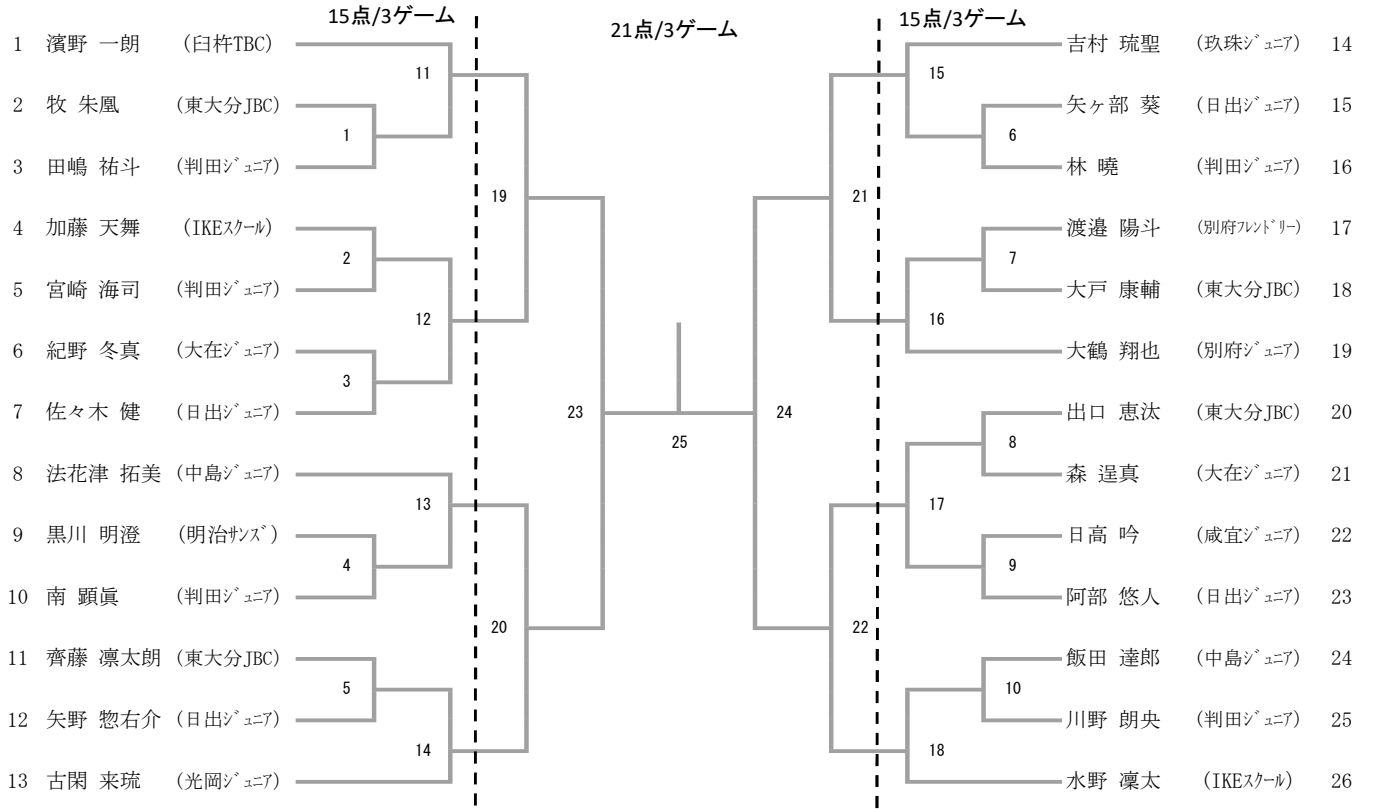 15点/3ゲーム
21点/3ゲーム
15点/3ゲーム
1 濱野 一朗 (臼杵TBC)
2 牧 朱凰 (東大分JBC)
3 田嶋 祐斗 (判田ｼﾞｭﾆｱ)
4 加藤 天舞 (IKEｽｸｰﾙ)
5 宮崎 海司 (判田ｼﾞｭﾆｱ)
6 紀野 冬真 (大在ｼﾞｭﾆｱ)
7 佐々木 健 (日出ｼﾞｭﾆｱ)
8 法花津 拓美 (中島ｼﾞｭﾆｱ)
9 黒川 明澄 (明治ｻﾝｽﾞ)
10 南 顕眞 (判田ｼﾞｭﾆｱ)
11 齊藤 凛太朗 (東大分JBC)
12 矢野 惣右介 (日出ｼﾞｭﾆｱ)
13 古閑 来琉 (光岡ｼﾞｭﾆｱ)
11
1
2
12
3
13
4
5
14
19
20
23
25
24
21
22
15
6
7
16
8
17
9
10
18
吉村 琉聖 (玖珠ｼﾞｭﾆｱ) 14
矢ヶ部 葵 (日出ｼﾞｭﾆｱ) 15
林 曉 (判田ｼﾞｭﾆｱ) 16
渡邉 陽斗 (別府ﾌﾚﾝﾄﾞﾘｰ) 17
大戸 康輔 (東大分JBC) 18
大鶴 翔也 (別府ｼﾞｭﾆｱ) 19
出口 恵汰 (東大分JBC) 20
森 逞真 (大在ｼﾞｭﾆｱ) 21
日高 吟 (咸宜ｼﾞｭﾆｱ) 22
阿部 悠人 (日出ｼﾞｭﾆｱ) 23
飯田 達郎 (中島ｼﾞｭﾆｱ) 24
川野 朗央 (判田ｼﾞｭﾆｱ) 25
水野 凜太 (IKEｽｸｰﾙ) 26